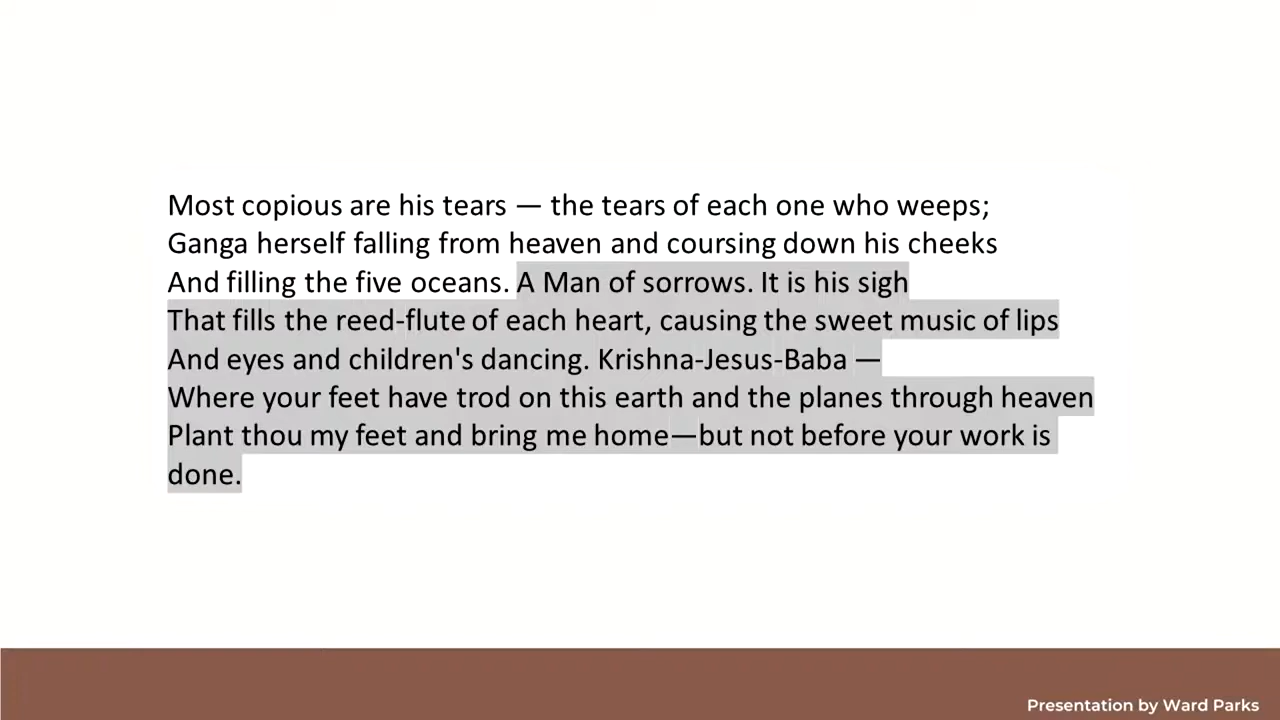 Most copious are his tears — the tears of each one who weeps;
Ganga herself falling from heaven and coursing down his cheeks
And filling the five oceans. A Man of sorrows. It is his sigh
That fills the reed-flute of each heart, causing the sweet music of lips
And eyes and children's dancing. Krishna-Jesus-Baba —
Where your feet have trod on this earth and the planes through heaven
Plant thou my feet and bring me home—but not before your work is
done.
Presentation by Ward Parks